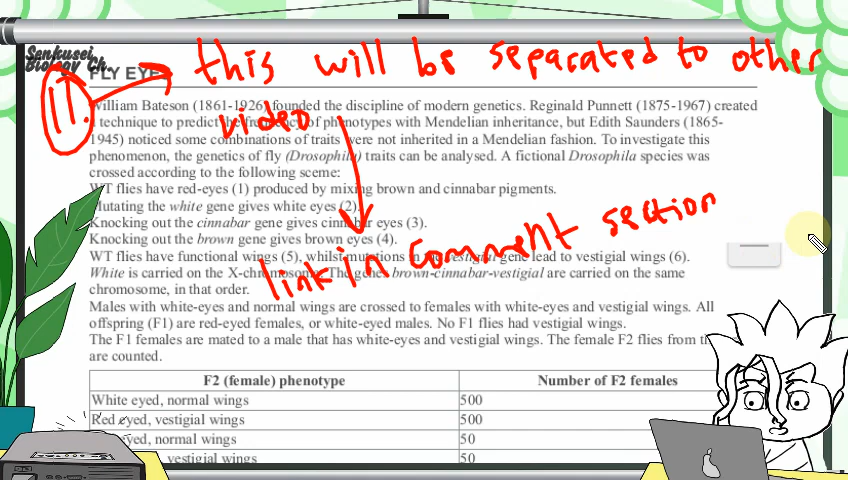 Senkusei
Biology Ch.
FLY EYE
11. this will be separated to other
video
link in comment section
William Bateson (1861-1926) founded the discipline of modern genetics. Reginald Punnett (1875-1967) created
a technique to predict the frequency of phenotypes with Mendelian inheritance, but Edith Saunders (1865-
1945) noticed some combinations of traits were not inherited in a Mendelian fashion. To investigate this
phenomenon, the genetics of fly (Drosophila) traits can be analysed. A fictional Drosophila species was
crossed according to the following sceme:
WT flies have red-eyes (1) produced by mixing brown and cinnabar pigments.
Mutating the white gene gives white eyes (2).
Knocking out the cinnabar gene gives cinnabar eyes (3).
Knocking out the brown gene gives brown eyes (4).
WT flies have functional wings (5), whilst mutations in the vestigial gene lead to vestigial wings (6).
White is carried on the X-chromosome. The genes brown-cinnabar-vestigial are carried on the same
chromosome, in that order.
Males with white-eyes and normal wings are crossed to females with white-eyes and vestigial wings. All
offspring (F1) are red-eyed females, or white-eyed males. No F1 flies had vestigial wings.
The F1 females are mated to a male that has white-eyes and vestigial wings. The female F2 flies from
are counted.
F2 (female) phenotype Number of F2 females
White eyed, normal wings 500
Red eyed, vestigial wings 500
eyed, normal wings 50
vestigial wings 50